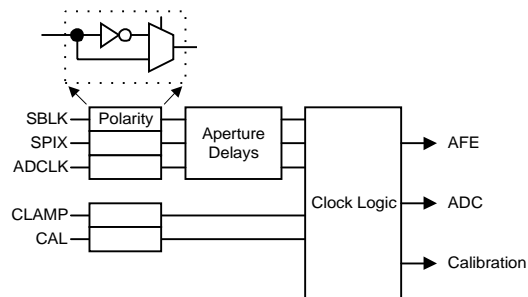 SBLK
Polarity
SPIX
ADCLK
Aperture
Delays
CLAMP
CAL
Clock Logic
AFE
ADC
Calibration